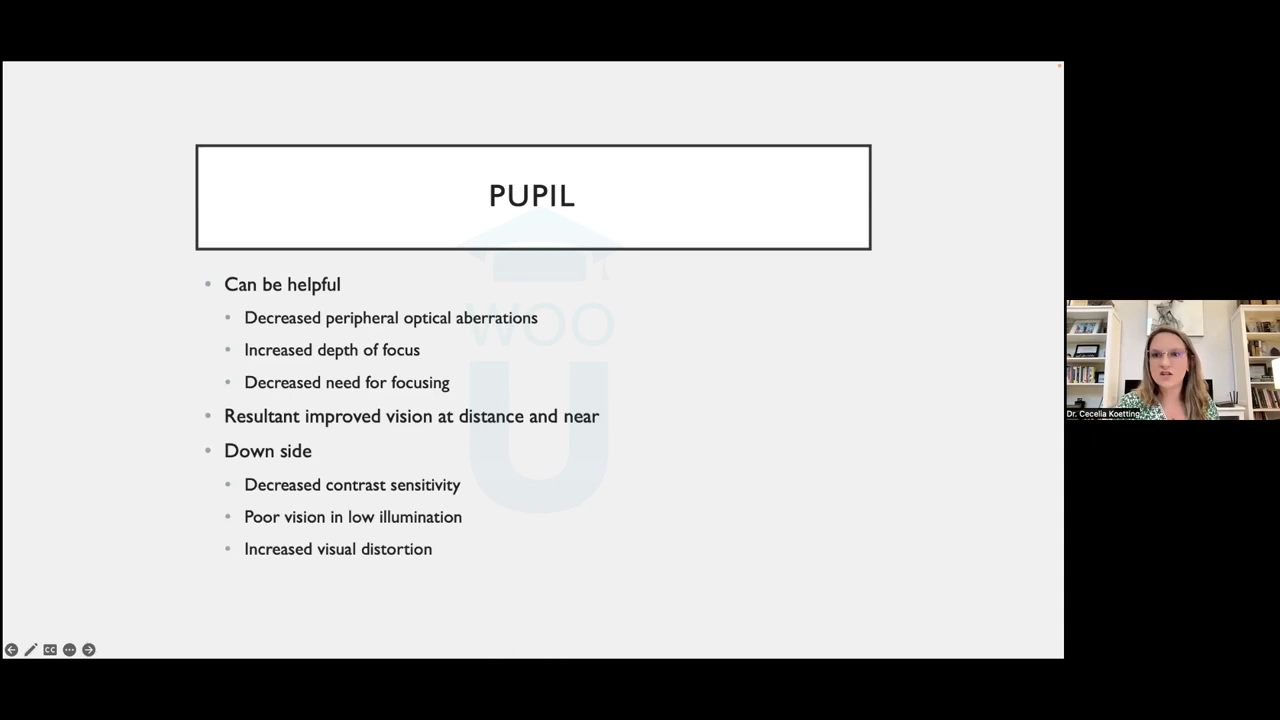 PUPIL
Can be helpful
Decreased peripheral optical aberrations
Increased depth of focus
Decreased need for focusing
Resultant improved vision at distance and near
Down side
Decreased contrast sensitivity
Poor vision in low illumination
Increased visual distortion
WOO
U
CC
Dr. Cecelia Koetting